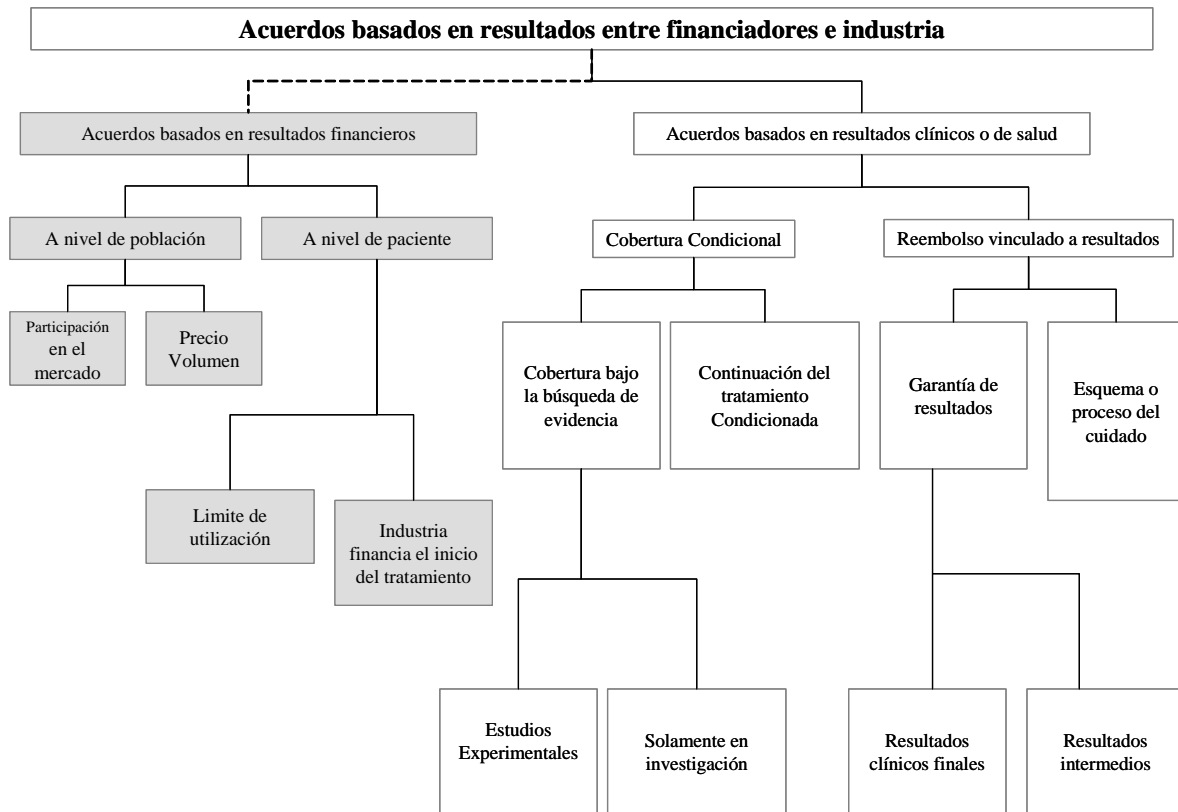 Acuerdos basados en resultados entre financiadores e industria
Acuerdos basados en resultados financieros
Acuerdos basados en resultados clínicos o de salud
A nivel de población
A nivel de paciente
Cobertura Condicional
Reembolso vinculado a resultados
Participación
en el
mercado
Precio
Volumen
Cobertura bajo
la búsqueda de
evidencia
Continuación del
tratamiento
Condicionada
Garantía de
resultados
Esquema o
proceso del
cuidado
Limite de
utilización
Industria
financia el inicio
del tratamiento
Estudios
Experimentales
Solamente en
investigación
Resultados
clínicos finales
Resultados
intermedios